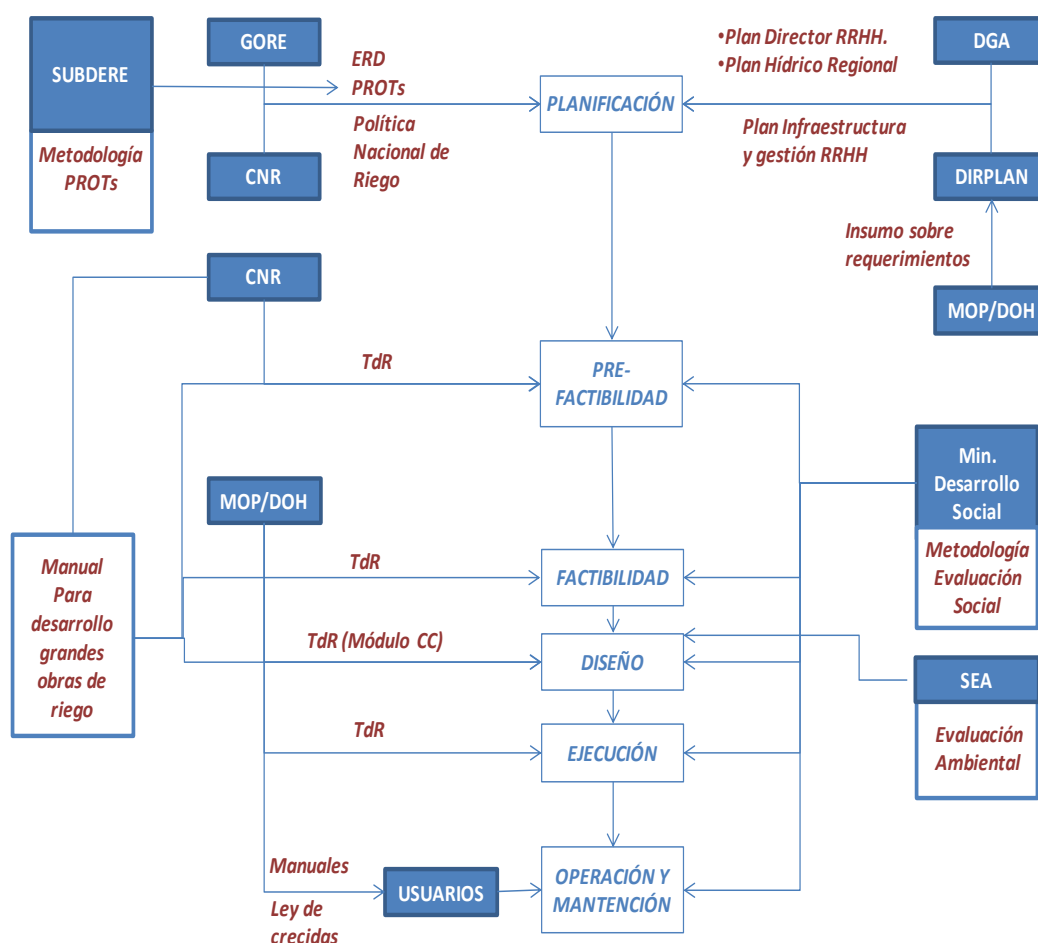 SUBDERE
Metodología
PROTs
GORE
CNR
ERD
PROTs
Política
Nacional de
Riego
PLANIFICACIÓN
•Plan Director RRHH.
•Plan Hídrico Regional
DGA
Plan Infraestructura
y gestión RRHH
DIRPLAN
Insumo sobre
requerimientos
MOP/DOH
CNR
TdR
PRE-
FACTIBILIDAD
MOP/DOH
Min.
Desarrollo
Social
Metodología
Evaluación
Social
Manual
Para
desarrollo
grandes
obras de
riego
TdR
FACTIBILIDAD
TdR (Módulo CC)
DISEÑO
SEA
Evaluación
Ambiental
TdR
EJECUCIÓN
Manuales
Ley de
crecidas
USUARIOS
OPERACIÓN Y
MANTENCIÓN